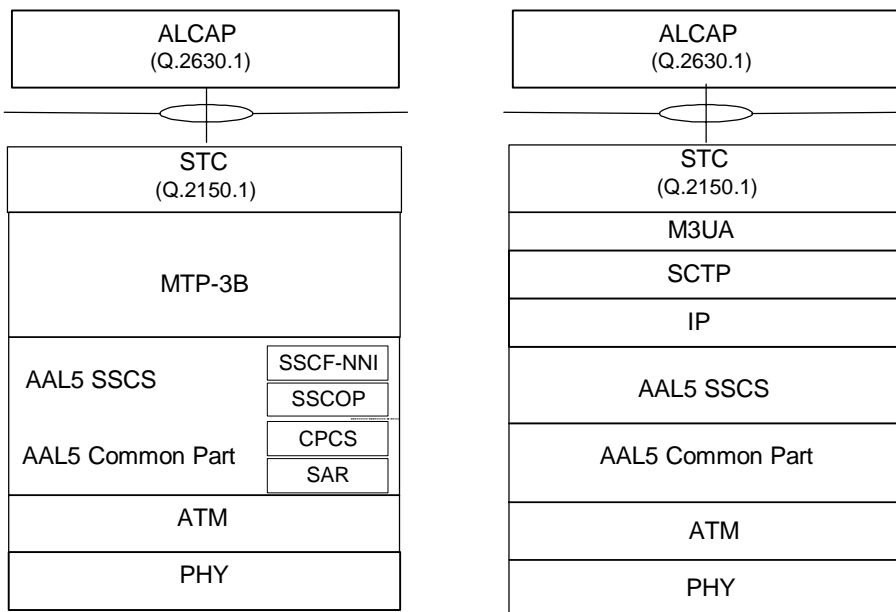 ALCAP
(Q.2630.1)
STC
(Q.2150.1)
MTP-3B
AAL5 SSCS
SSCF-NNI
SSCOP
AAL5 Common Part
CPCS
SAR
ATM
PHY
ALCAP
(Q.2630.1)
STC
(Q.2150.1)
M3UA
SCTP
IP
AAL5 SSCS
AAL5 Common Part
ATM
PHY